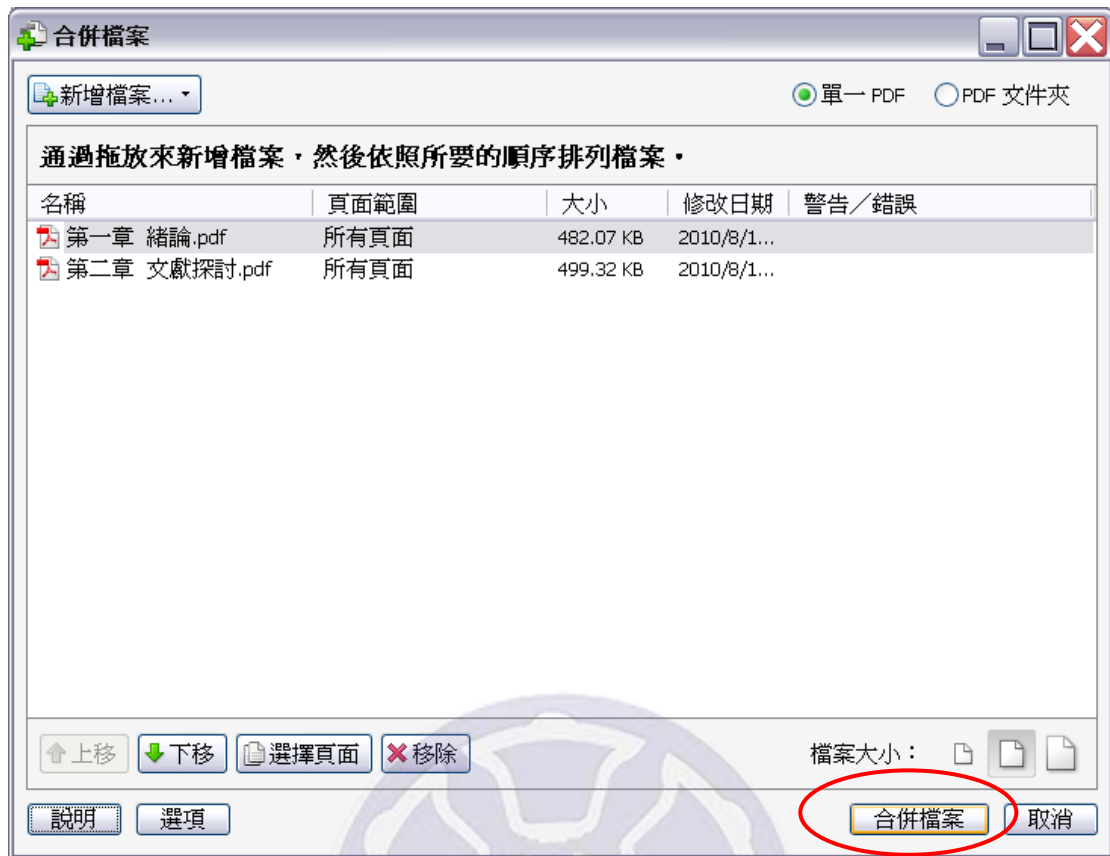 合併檔案
新增檔案... 單一 PDF PDF 文件夾
通過拖放來新增檔案，然後依照所要的順序排列檔案。
名稱 頁面範圍 大小 修改日期 警告／錯誤
第一章 緒論.pdf 所有頁面 482.07 KB 2010/8/1...
第二章 文獻探討.pdf 所有頁面 499.32 KB 2010/8/1...
上移 下移 選擇頁面 移除 檔案大小：
說明 選項 合併檔案 取消